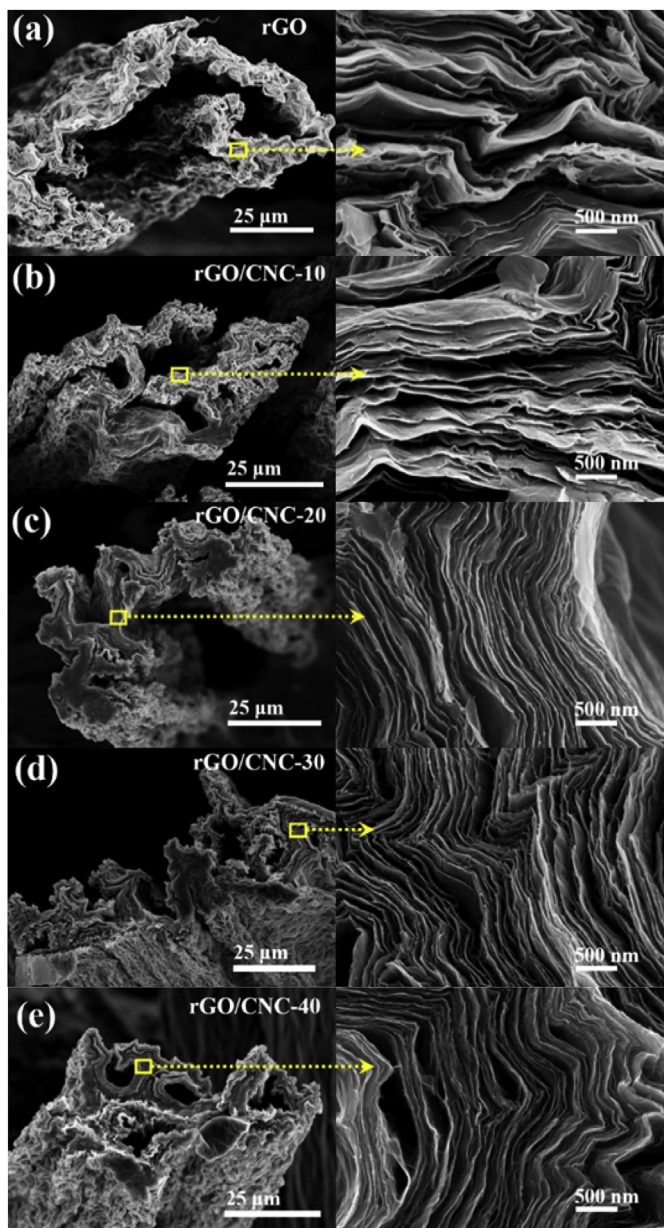 (a)
rGO
25 μm
500 nm
(b)
rGO/CNC-10
25 μm
500 nm
(c)
rGO/CNC-20
25 μm
500 nm
(d)
rGO/CNC-30
25 μm
500 nm
(e)
rGO/CNC-40
25 μm
500 nm